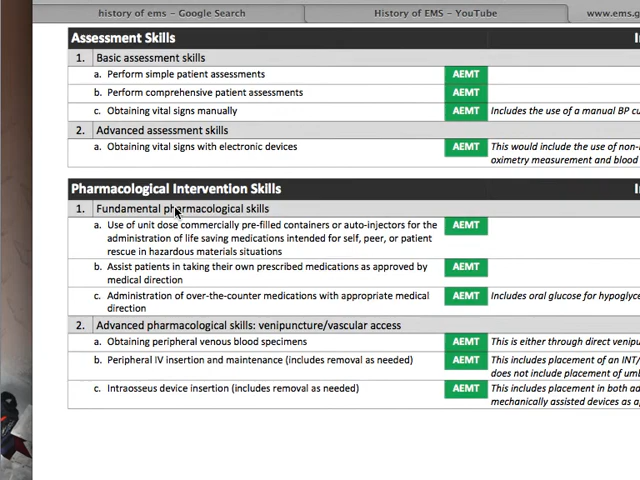 history of ems – Google Search
History of EMS – YouTube
www.ems.g
Assessment Skills
1. Basic assessment skills
a. Perform simple patient assessments AEMT
b. Perform comprehensive patient assessments AEMT
c. Obtaining vital signs manually AEMT Includes the use of a manual BP cu
2. Advanced assessment skills
a. Obtaining vital signs with electronic devices AEMT This would include the use of non-
oximetry measurement and blood
Pharmacological Intervention Skills
1. Fundamental pharmacological skills
a. Use of unit dose commercially pre-filled containers or auto-injectors for the AEMT
administration of life saving medications intended for self, peer, or patient
rescue in hazardous materials situations
b. Assist patients in taking their own prescribed medications as approved by AEMT
medical direction
c. Administration of over-the-counter medications with appropriate medical AEMT Includes oral glucose for hypoglyce
direction
2. Advanced pharmacological skills: venipuncture/vascular access
a. Obtaining peripheral venous blood specimens AEMT This is either through direct venipu
b. Peripheral IV insertion and maintenance (includes removal as needed) AEMT This includes placement of an INT/
does not include placement of umb
c. Intraosseus device insertion (includes removal as needed) AEMT This includes placement in both ad
mechanically assisted devices as a